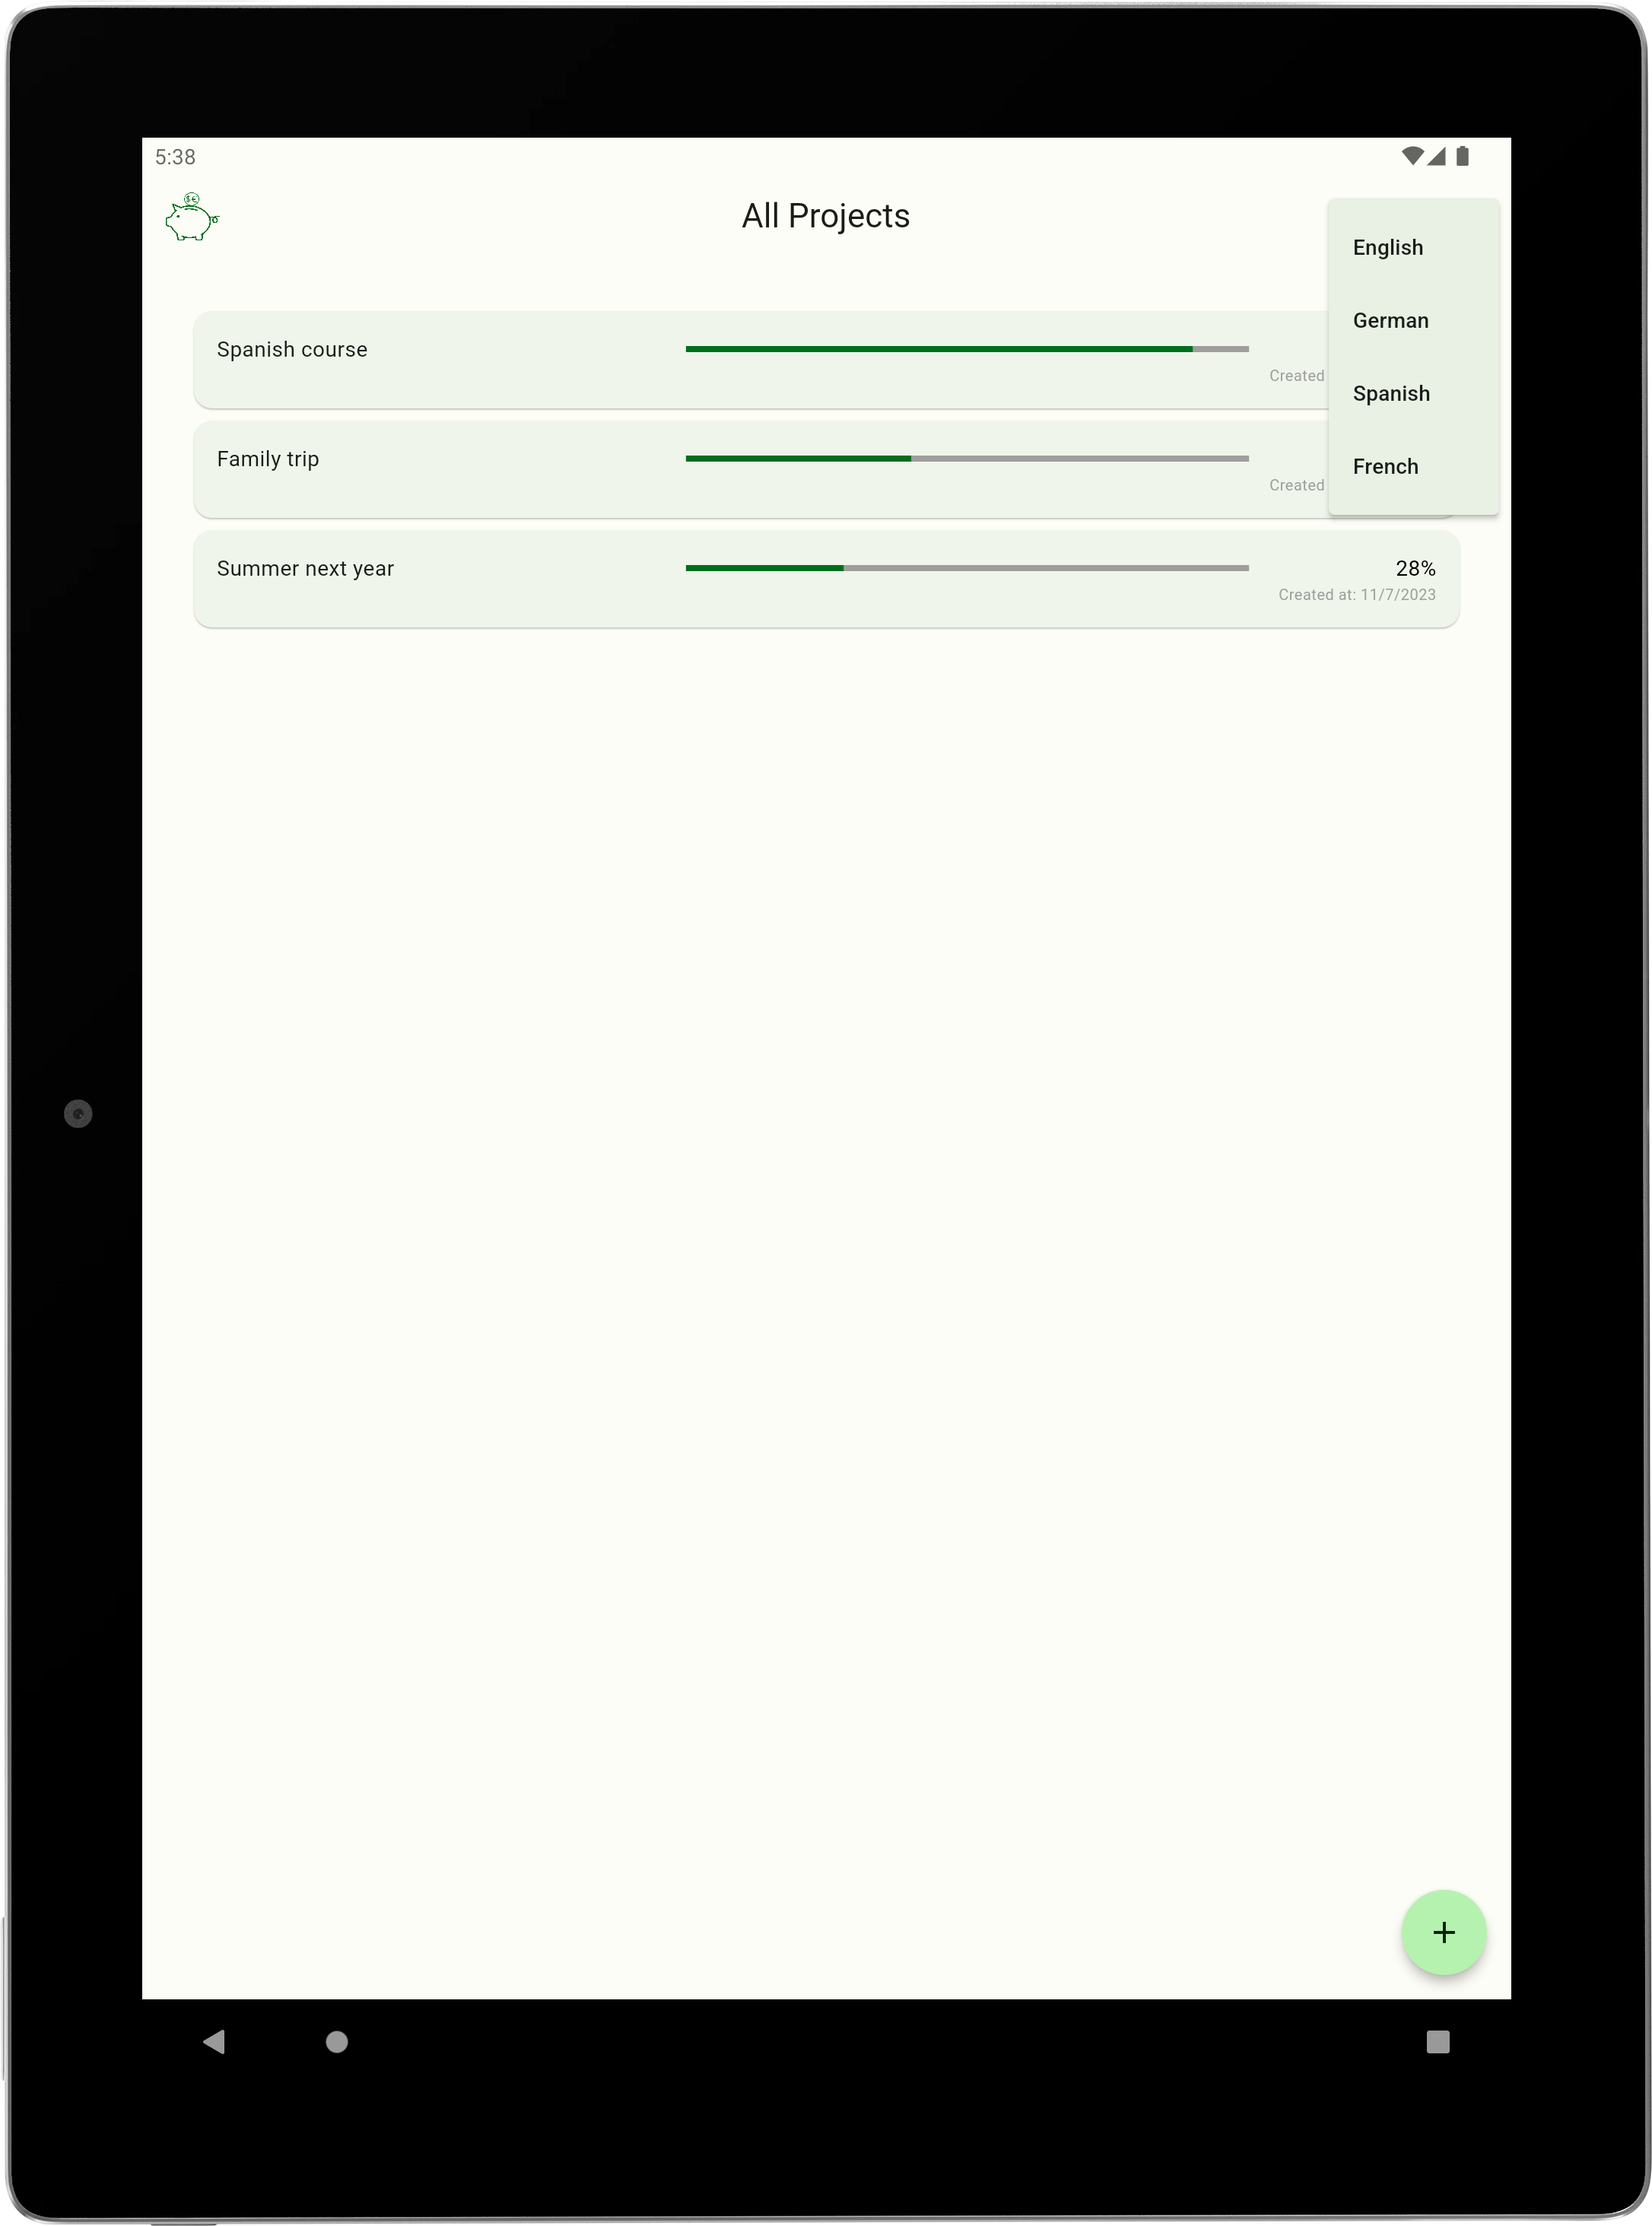 5:38
All Projects
English
German
Spanish
French
Spanish course
Created
Family trip
Created
Summer next year
28%
Created at: 11/7/2023